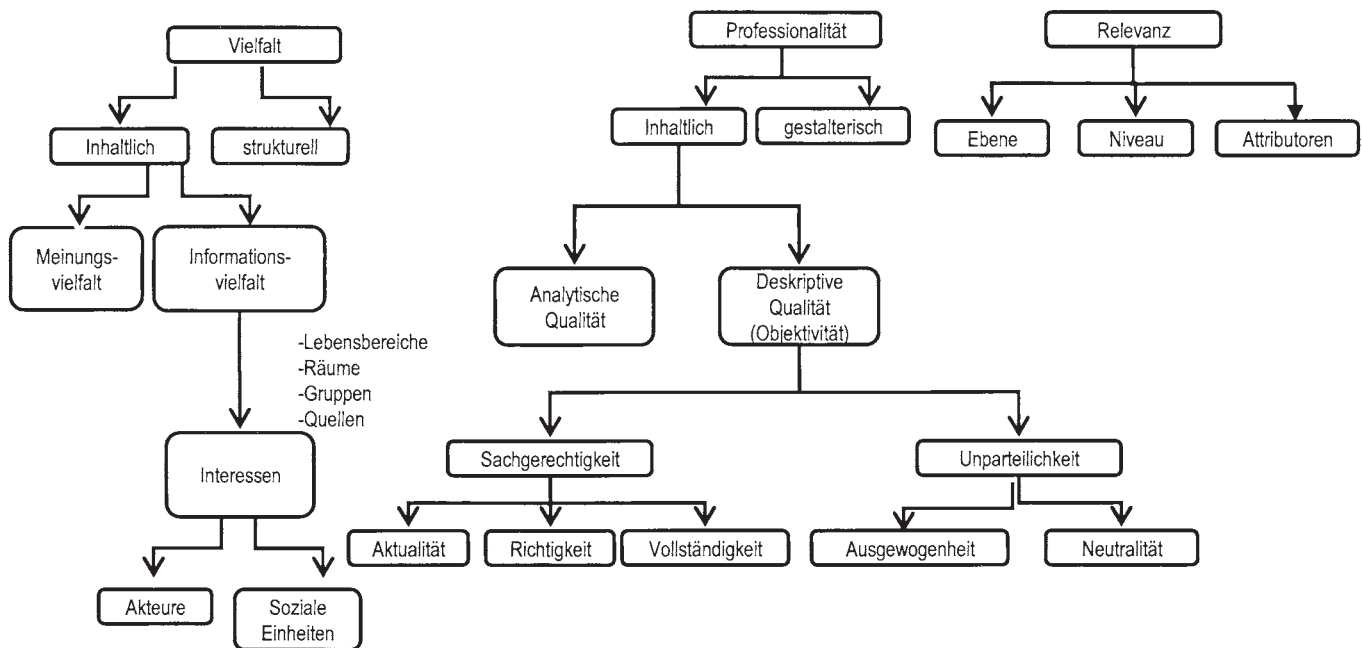 Vielfalt
Inhaltlich
strukturell
Meinungs-
vielfalt
Informations-
vielfalt
-Lebensbereiche
-Räume
-Gruppen
-Quellen
Interessen
Akteure
Soziale
Einheiten
Professionalität
Inhaltlich
gestalterisch
Analytische
Qualität
Deskriptive
Qualität
(Objektivität)
Sachgerechtigkeit
Unparteilichkeit
Aktualität
Richtigkeit
Vollständigkeit
Ausgewogenheit
Neutralität
Relevanz
Ebene
Niveau
Attributoren